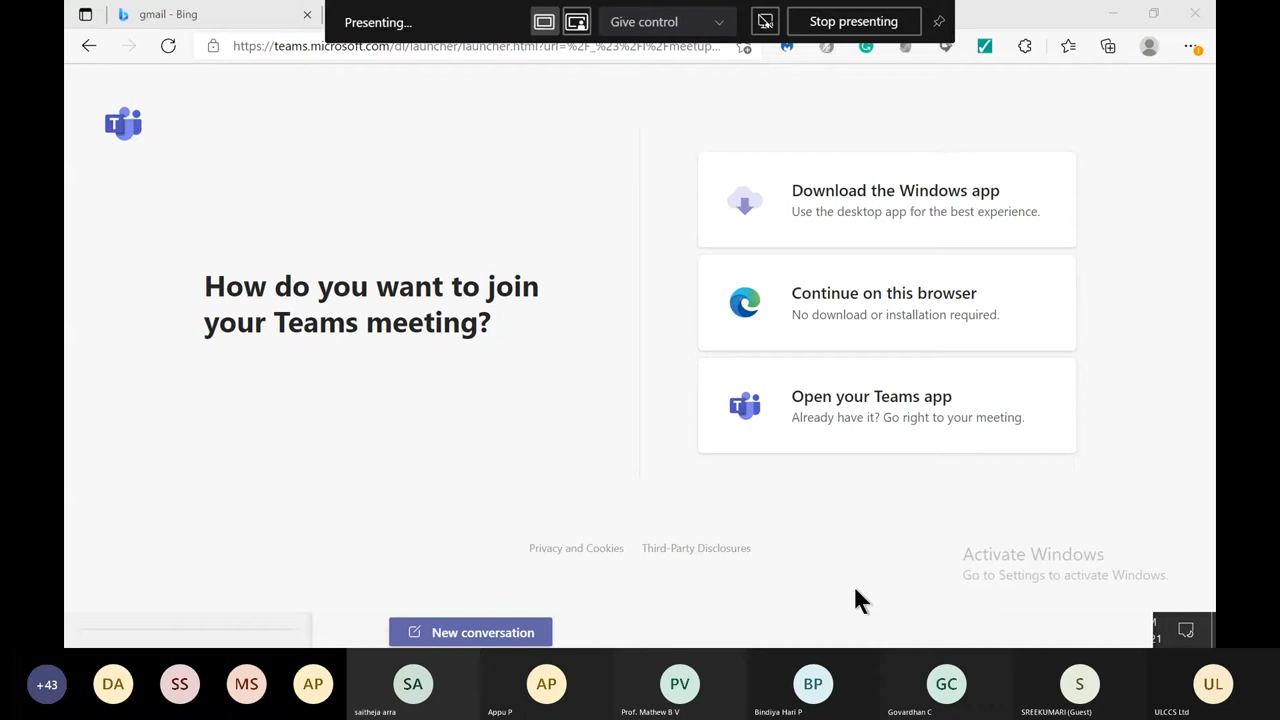 gmail - Bing
Presenting...
Give control
Stop presenting
https://teams.microsoft.com/dl/launcher/launcher.html?url=%2F_%23%2Fl%2Fmeetup...
T
How do you want to join
your Teams meeting?
Download the Windows app
Use the desktop app for the best experience.
Continue on this browser
No download or installation required.
T
Open your Teams app
Already have it? Go right to your meeting.
Privacy and Cookies
Third-Party Disclosures
Activate Windows
Go to Settings to activate Windows.
New conversation
M
21
+43
DA
SS
MS
AP
SA
AP
PV
BP
GC
S
UL
saitheja arra
Appu P
Prof. Mathew B V
Bindiya Hari P
Govardhan C
SREEKUMARI (Guest)
ULCCS Ltd